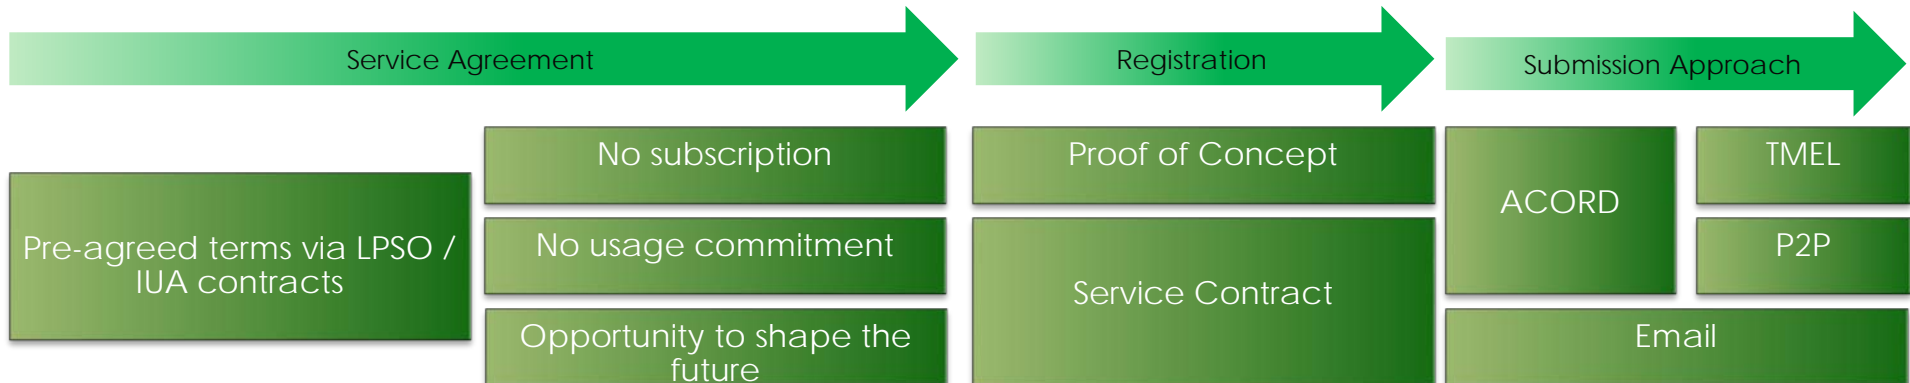 Service Agreement
Registration
Submission Approach
Pre-agreed terms via LPSO /
IUA contracts
No subscription
No usage commitment
Opportunity to shape the
future
Proof of Concept
Service Contract
ACORD
TMEL
P2P
Email